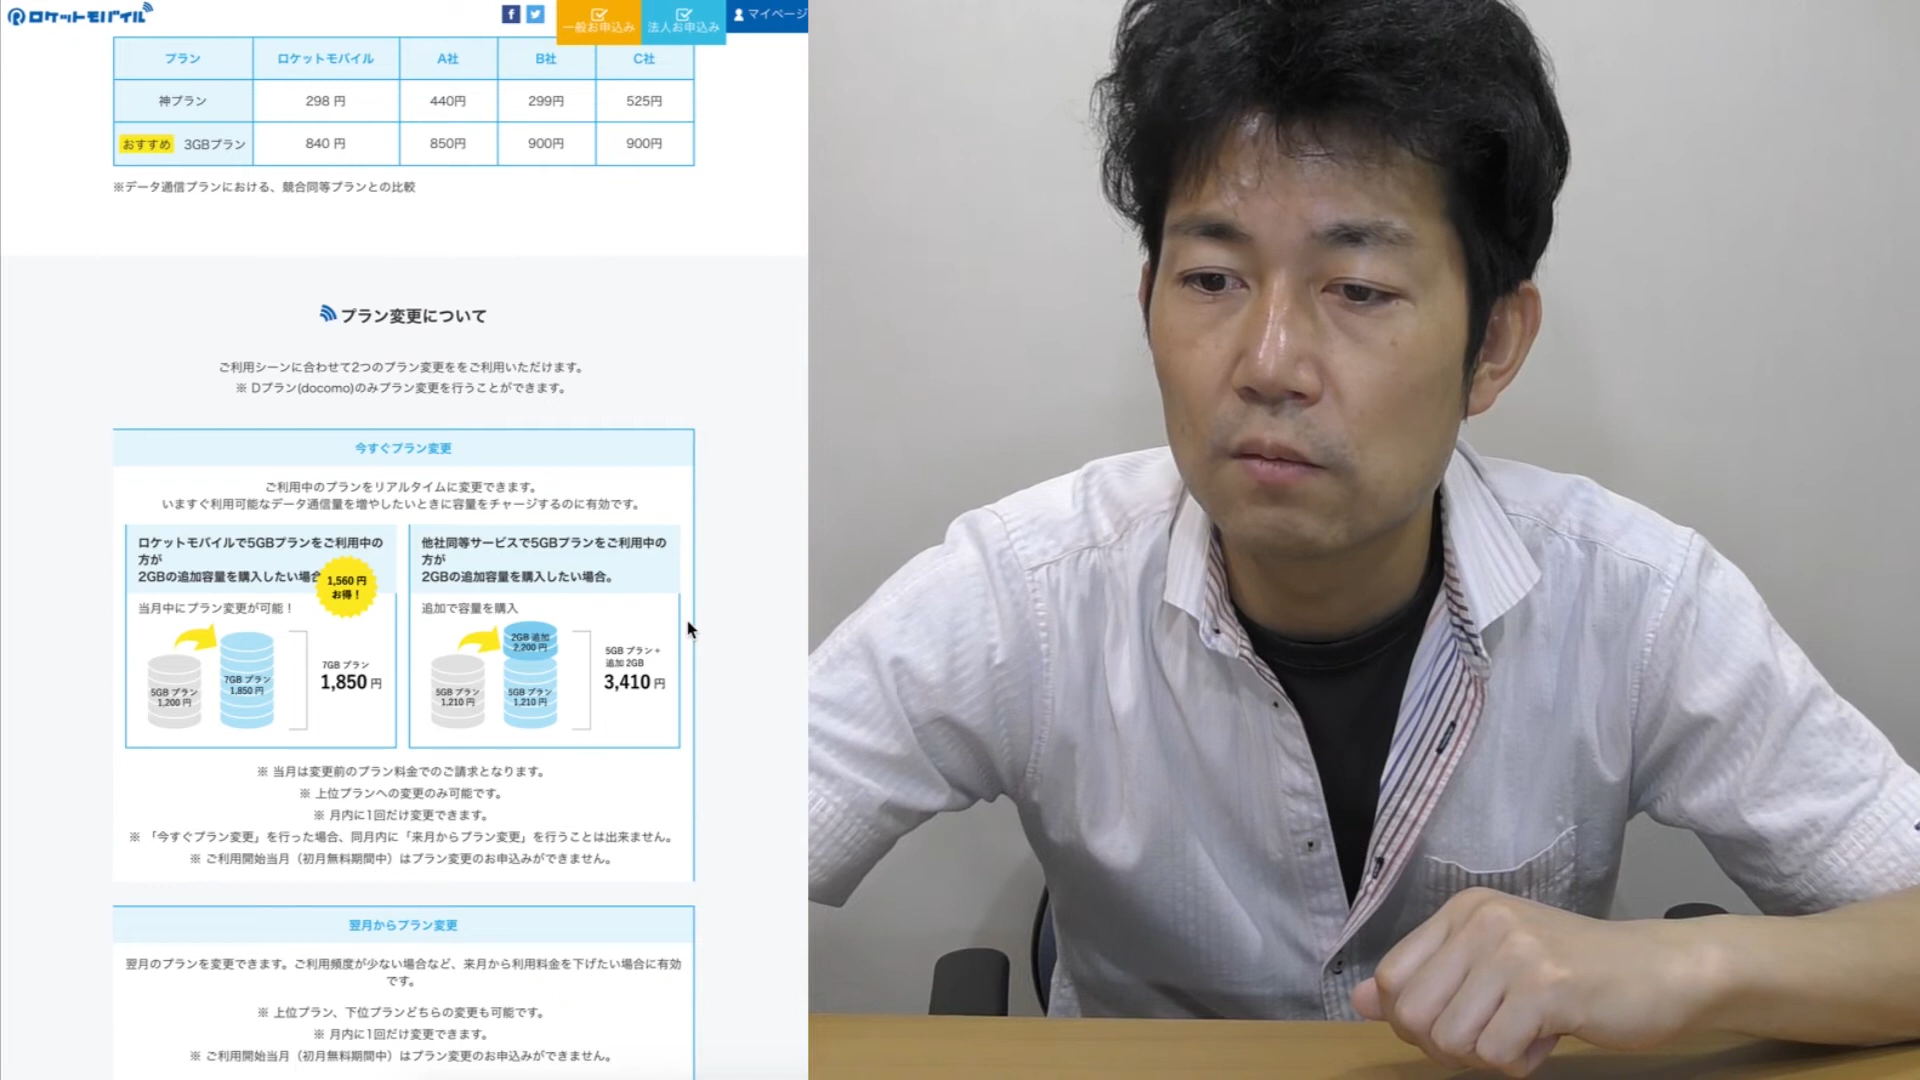 ロケットモバイル
一般お申込み
法人お申込み
マイページ
プラン ロケットモバイル A社 B社 C社
神プラン 298 円 440円 299円 525円
おすすめ 3GBプラン 840 円 850円 900円 900円
※データ通信プランにおける、競合同等プランとの比較
プラン変更について
ご利用シーンに合わせて2つのプラン変更ををご利用いただけます。
※ Dプラン(docomo)のみプラン変更を行うことができます。
今すぐプラン変更
ご利用中のプランをリアルタイムに変更できます。
いますぐ利用可能なデータ通信量を増やしたいときに容量をチャージするのに有効です。
ロケットモバイルで5GBプランをご利用中の
方が
2GBの追加容量を購入したい場合
1,560 円
お得！
当月中にプラン変更が可能！
5GB プラン
1,200 円
7GB プラン
1,850 円
7GB プラン
1,850 円
他社同等サービスで5GBプランをご利用中の
方が
2GBの追加容量を購入したい場合。
追加で容量を購入
5GB プラン
1,210 円
2GB 追加
2,200 円
5GB プラン
1,210 円
5GB プラン +
追加 2GB
3,410 円
※ 当月は変更前のプラン料金でのご請求となります。
※ 上位プランへの変更のみ可能です。
※ 月内に1回だけ変更できます。
※ 「今すぐプラン変更」を行った場合、同月内に「来月からプラン変更」を行うことは出来ません。
※ ご利用開始当月（初月無料期間中）はプラン変更のお申込みができません。
翌月からプラン変更
翌月のプランを変更できます。ご利用頻度が少ない場合など、来月から利用料金を下げたい場合に有効
です。
※ 上位プラン、下位プランどちらの変更も可能です。
※ 月内に1回だけ変更できます。
※ ご利用開始当月（初月無料期間中）はプラン変更のお申込みができません。